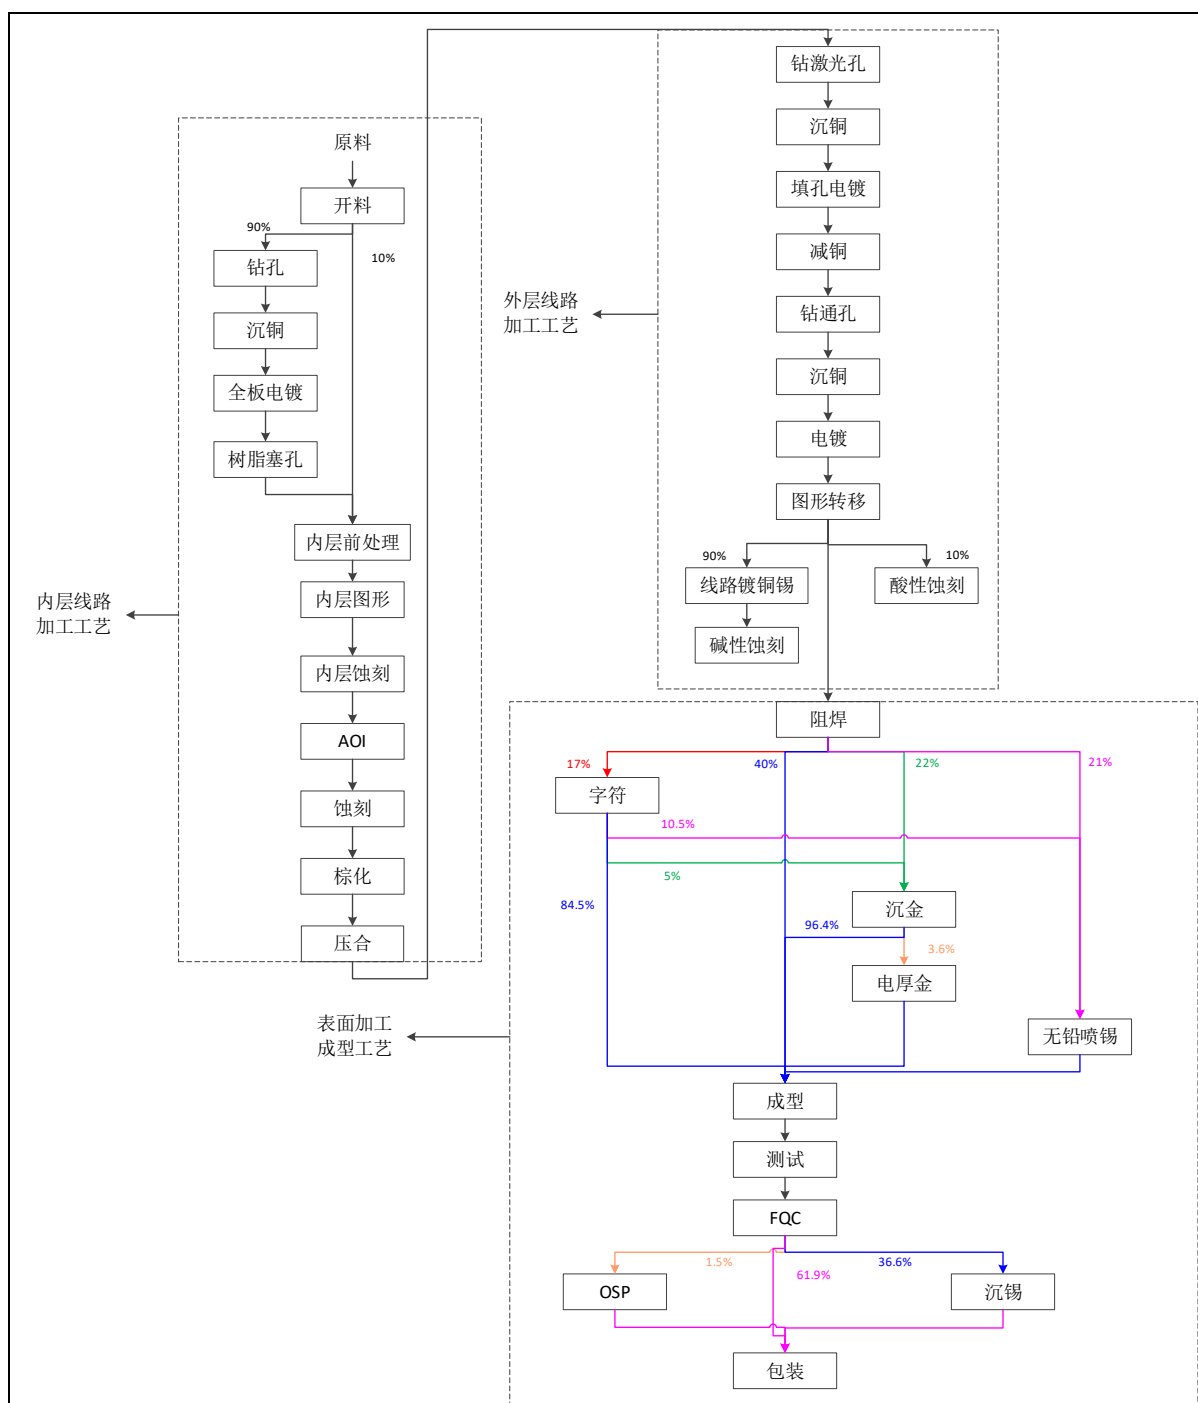 原料
开料
90%
10%
钻孔
沉铜
全板电镀
树脂塞孔
内层前处理
内层图形
内层蚀刻
AOI
蚀刻
棕化
压合
内层线路
加工工艺
钻激光孔
沉铜
填孔电镀
减铜
钻通孔
沉铜
电镀
图形转移
90%
10%
线路镀铜锡
酸性蚀刻
碱性蚀刻
外层线路
加工工艺
阻焊
17%
40%
22%
21%
字符
10.5%
5%
84.5%
沉金
96.4%
3.6%
电厚金
无铅喷锡
表面加工
成型工艺
成型
测试
FQC
1.5%
61.9%
36.6%
OSP
沉锡
包装